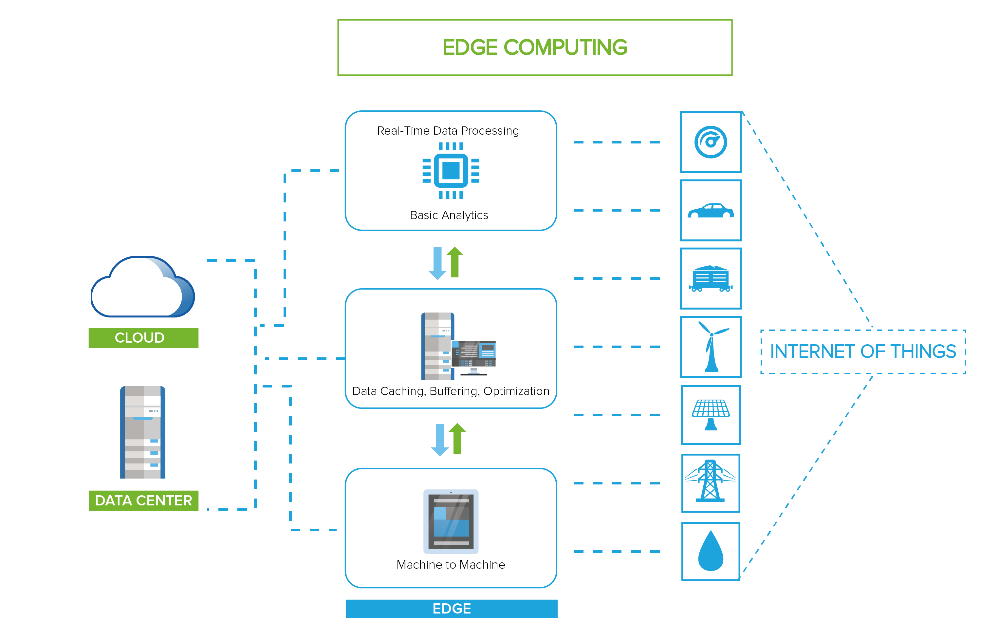 EDGE COMPUTING
Real-Time Data Processing
Basic Analytics
CLOUD
Data Caching, Buffering, Optimization
INTERNET OF THINGS
DATA CENTER
Machine to Machine
EDGE